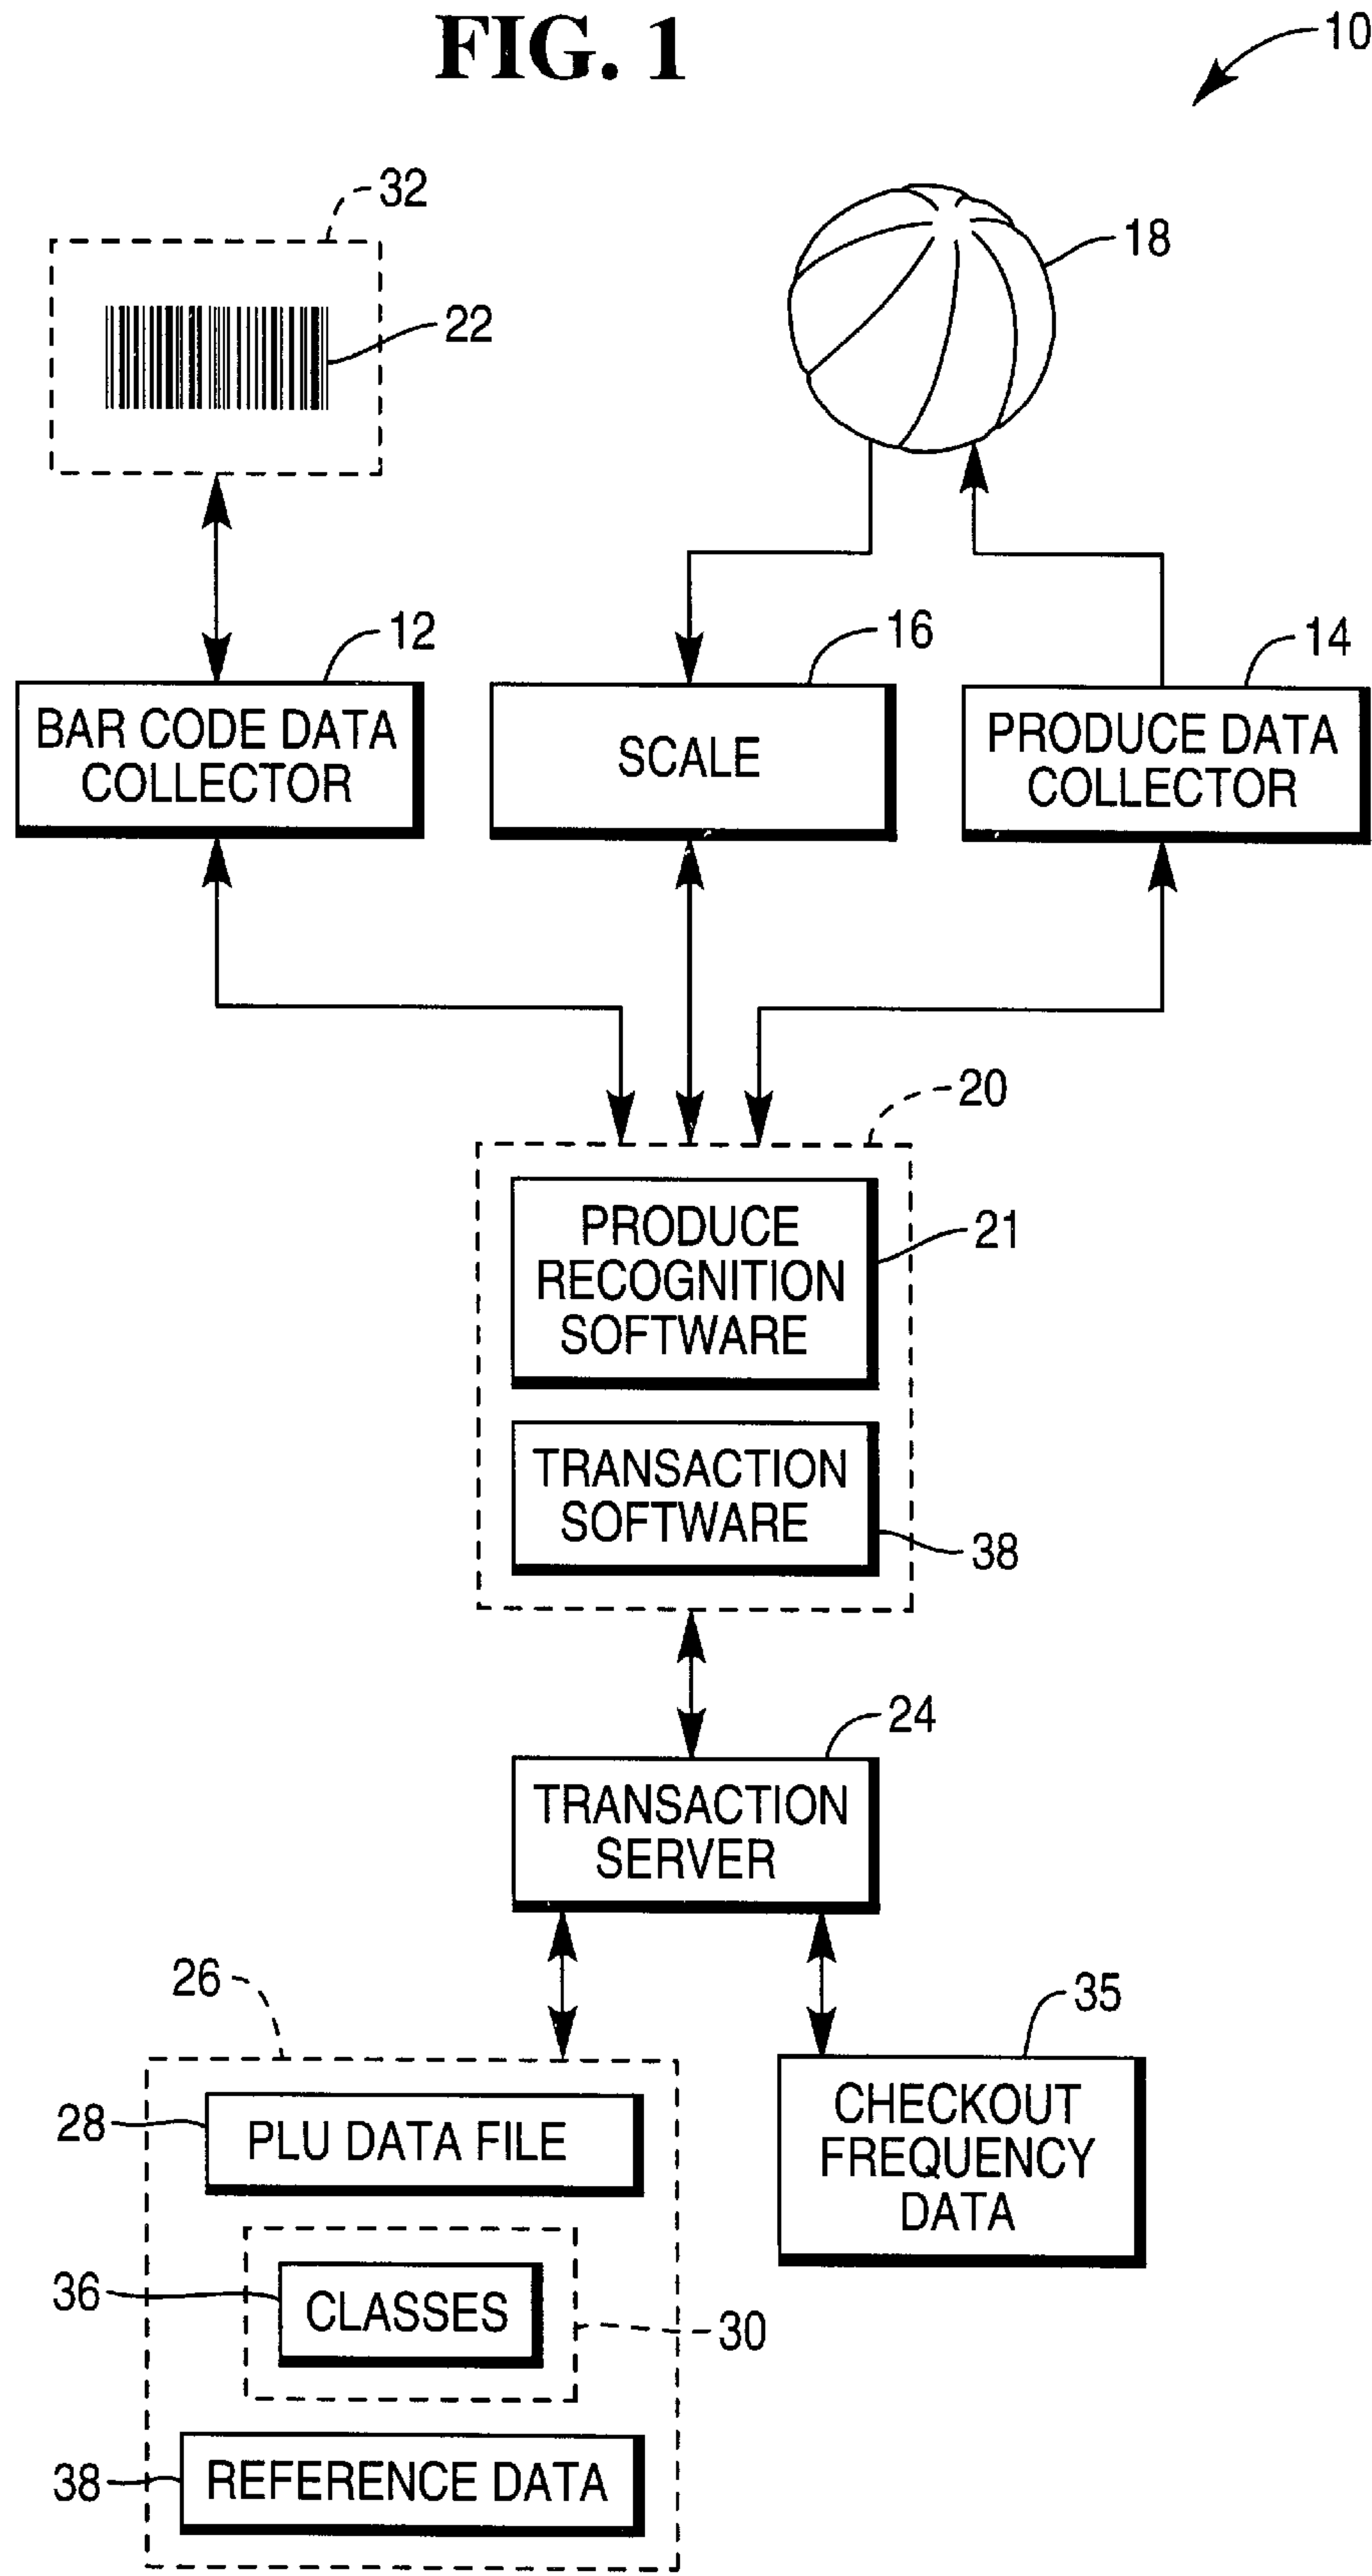 FIG. 1
10
32
18
22
12
16
14
BAR CODE DATA
COLLECTOR
SCALE
PRODUCE DATA
COLLECTOR
20
PRODUCE
RECOGNITION
SOFTWARE
21
TRANSACTION
SOFTWARE
38
24
TRANSACTION
SERVER
26
35
28
PLU DATA FILE
CHECKOUT
FREQUENCY
DATA
36
CLASSES
30
38
REFERENCE DATA